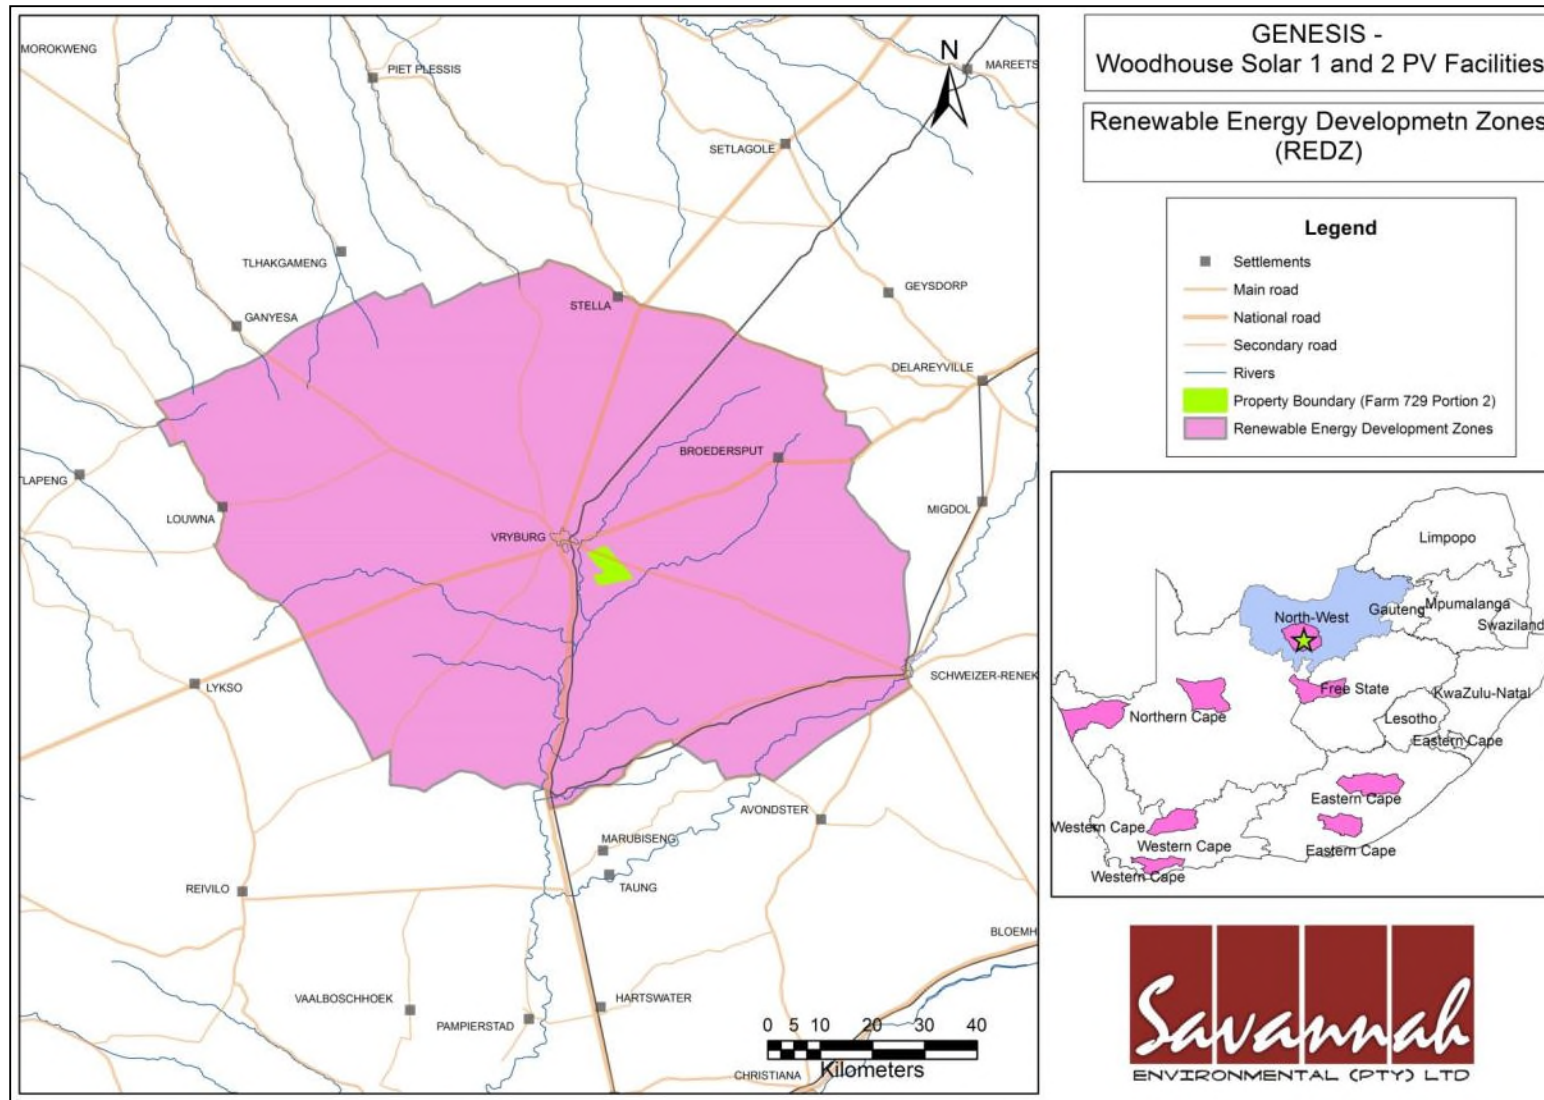 MOROKWENG
PIET PLESSIS
N
MAREETS
SETLAGOLE
TLHAKGAMENG
GEYSDORP
STELLA
GANYESA
DELAREYVILLE
BROEDERSPUT
TLAPENG
MIGDOL
LOUWNA
VRYBURG
SCHWEIZER-RENEK
LYKSO
AVONDSTER
MARUBISENG
TAUNG
REIVILO
BLOEMH
VAALBOSCHHOEK
HARTSWATER
PAMPIERSTAD
0 5 10 20 30 40
Kilometers
CHRISTIANA
GENESIS -
Woodhouse Solar 1 and 2 PV Facilities
Renewable Energy Developmetn Zones
(REDZ)
Legend
Settlements
Main road
National road
Secondary road
Rivers
Property Boundary (Farm 729 Portion 2)
Renewable Energy Development Zones
Limpopo
North-West
Gauteng
Mpumalanga
Swaziland
Free State
KwaZulu-Natal
Northern Cape
Lesotho
Eastern Cape
Eastern Cape
Western Cape
Western Cape
Eastern Cape
Western Cape
Savannah
ENVIRONMENTAL (PTY) LTD